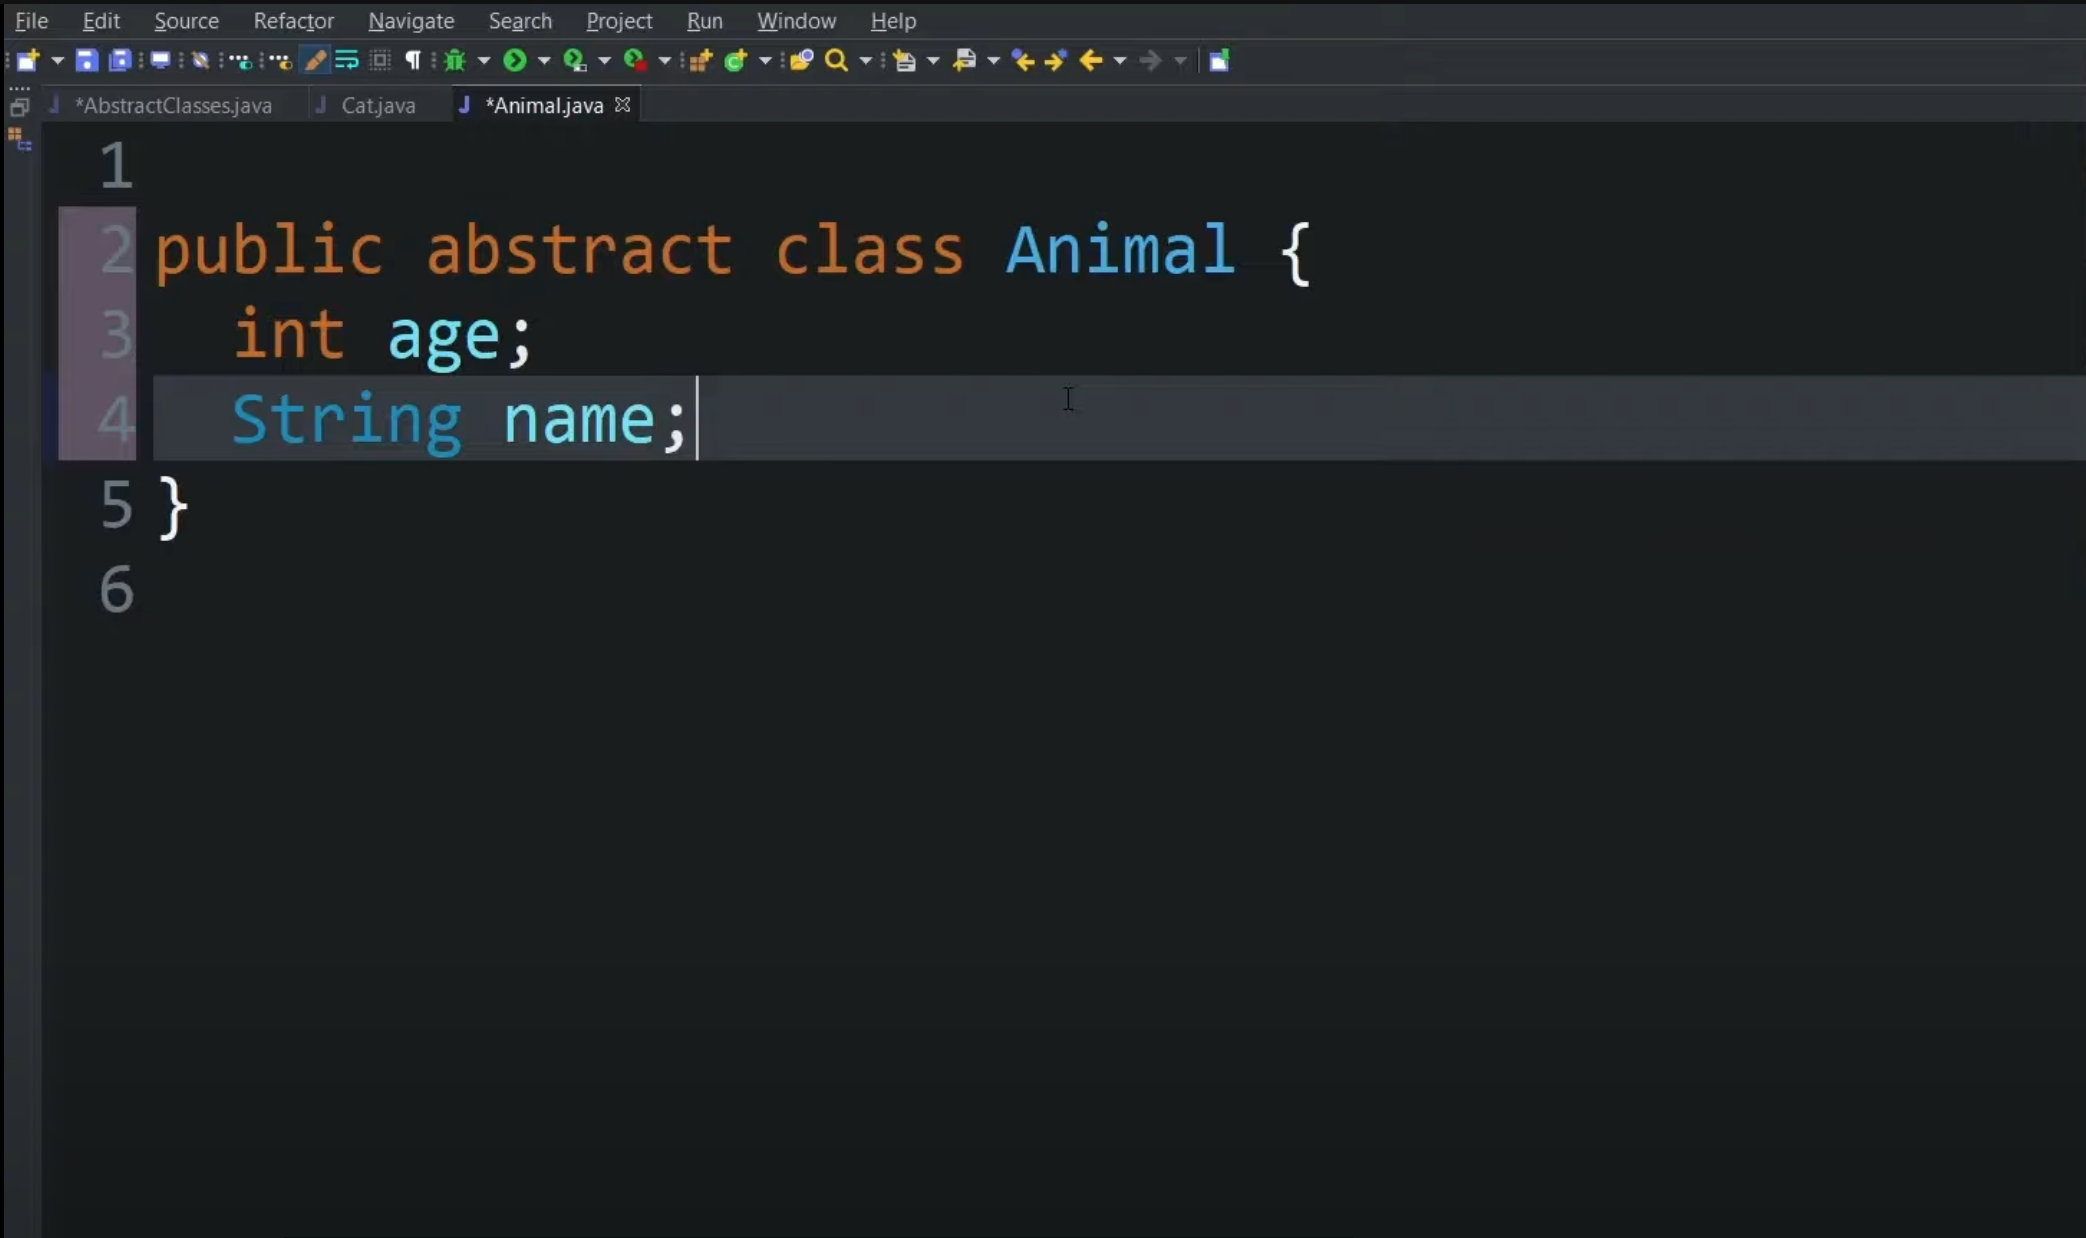 File Edit Source Refactor Navigate Search Project Run Window Help
*AbstractClasses.java Cat.java *Animal.java
1
2 public abstract class Animal {
3 int age;
4 String name;
5 }
6